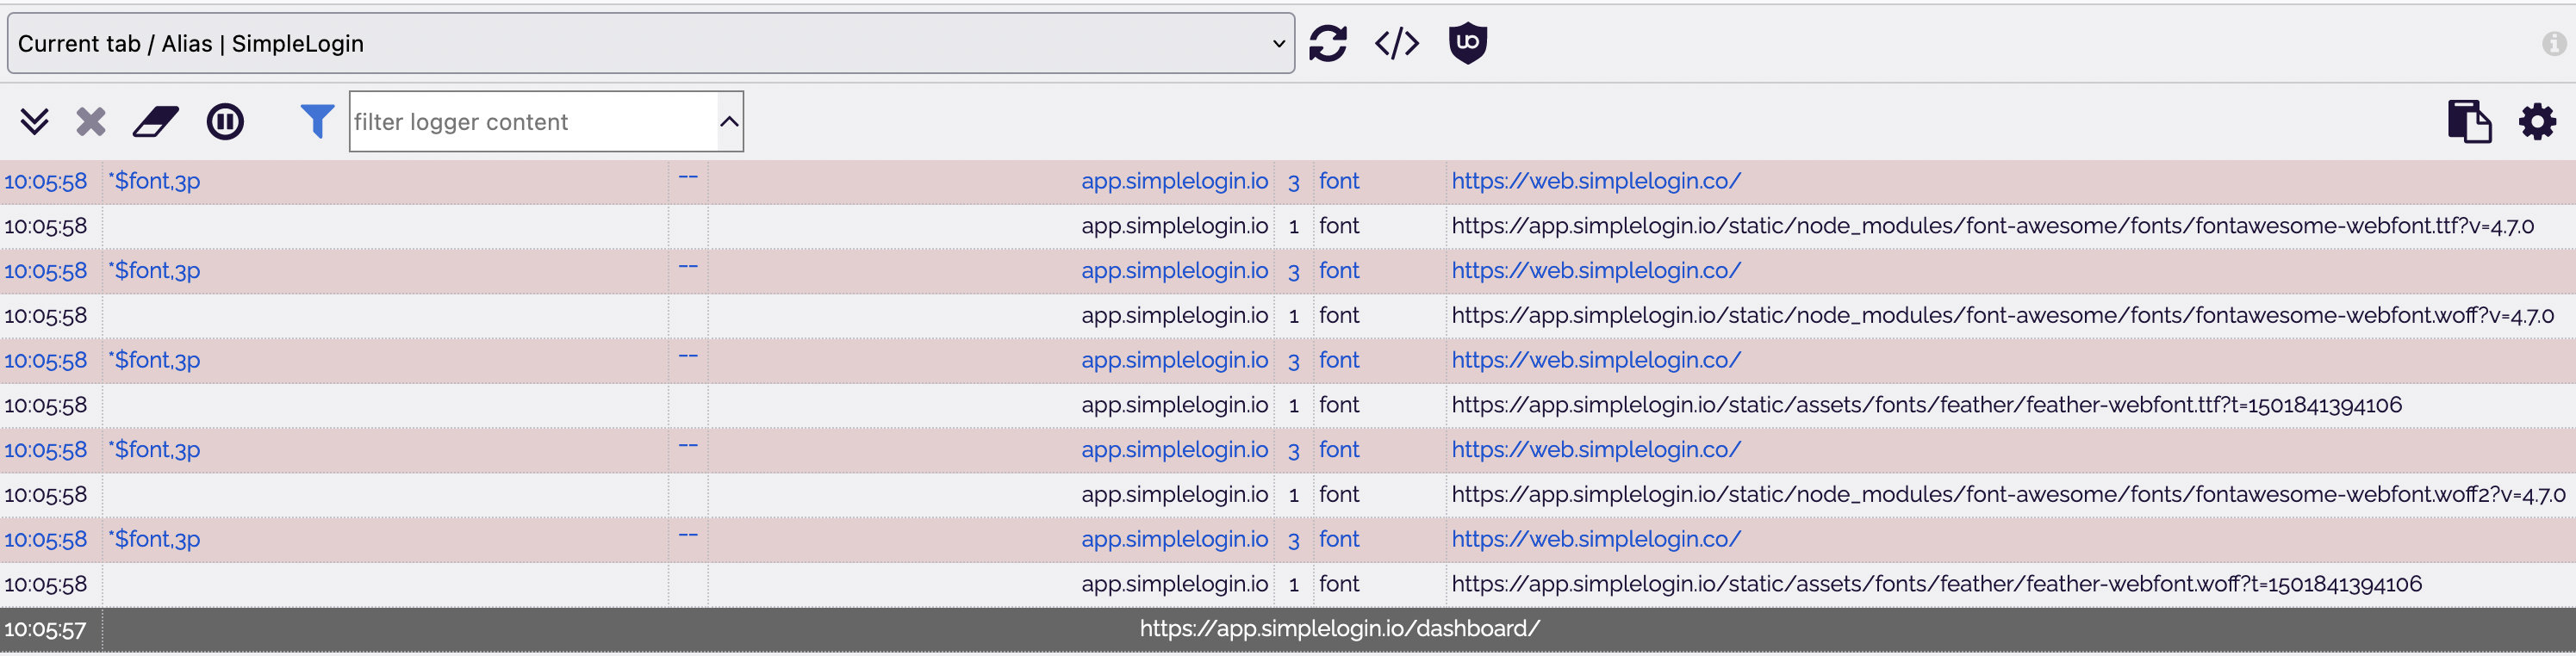 Current tab / Alias | SimpleLogin
filter logger content
10:05:58 *$font,3p -- app.simplelogin.io 3 font https://web.simplelogin.co/
10:05:58 app.simplelogin.io 1 font https://app.simplelogin.io/static/node_modules/font-awesome/fonts/fontawesome-webfont.ttf?v=4.7.0
10:05:58 *$font,3p -- app.simplelogin.io 3 font https://web.simplelogin.co/
10:05:58 app.simplelogin.io 1 font https://app.simplelogin.io/static/node_modules/font-awesome/fonts/fontawesome-webfont.woff?v=4.7.0
10:05:58 *$font,3p -- app.simplelogin.io 3 font https://web.simplelogin.co/
10:05:58 app.simplelogin.io 1 font https://app.simplelogin.io/static/assets/fonts/feather/feather-webfont.ttf?t=1501841394106
10:05:58 *$font,3p -- app.simplelogin.io 3 font https://web.simplelogin.co/
10:05:58 app.simplelogin.io 1 font https://app.simplelogin.io/static/node_modules/font-awesome/fonts/fontawesome-webfont.woff2?v=4.7.0
10:05:58 *$font,3p -- app.simplelogin.io 3 font https://web.simplelogin.co/
10:05:58 app.simplelogin.io 1 font https://app.simplelogin.io/static/assets/fonts/feather/feather-webfont.woff?t=1501841394106
10:05:57 https://app.simplelogin.io/dashboard/